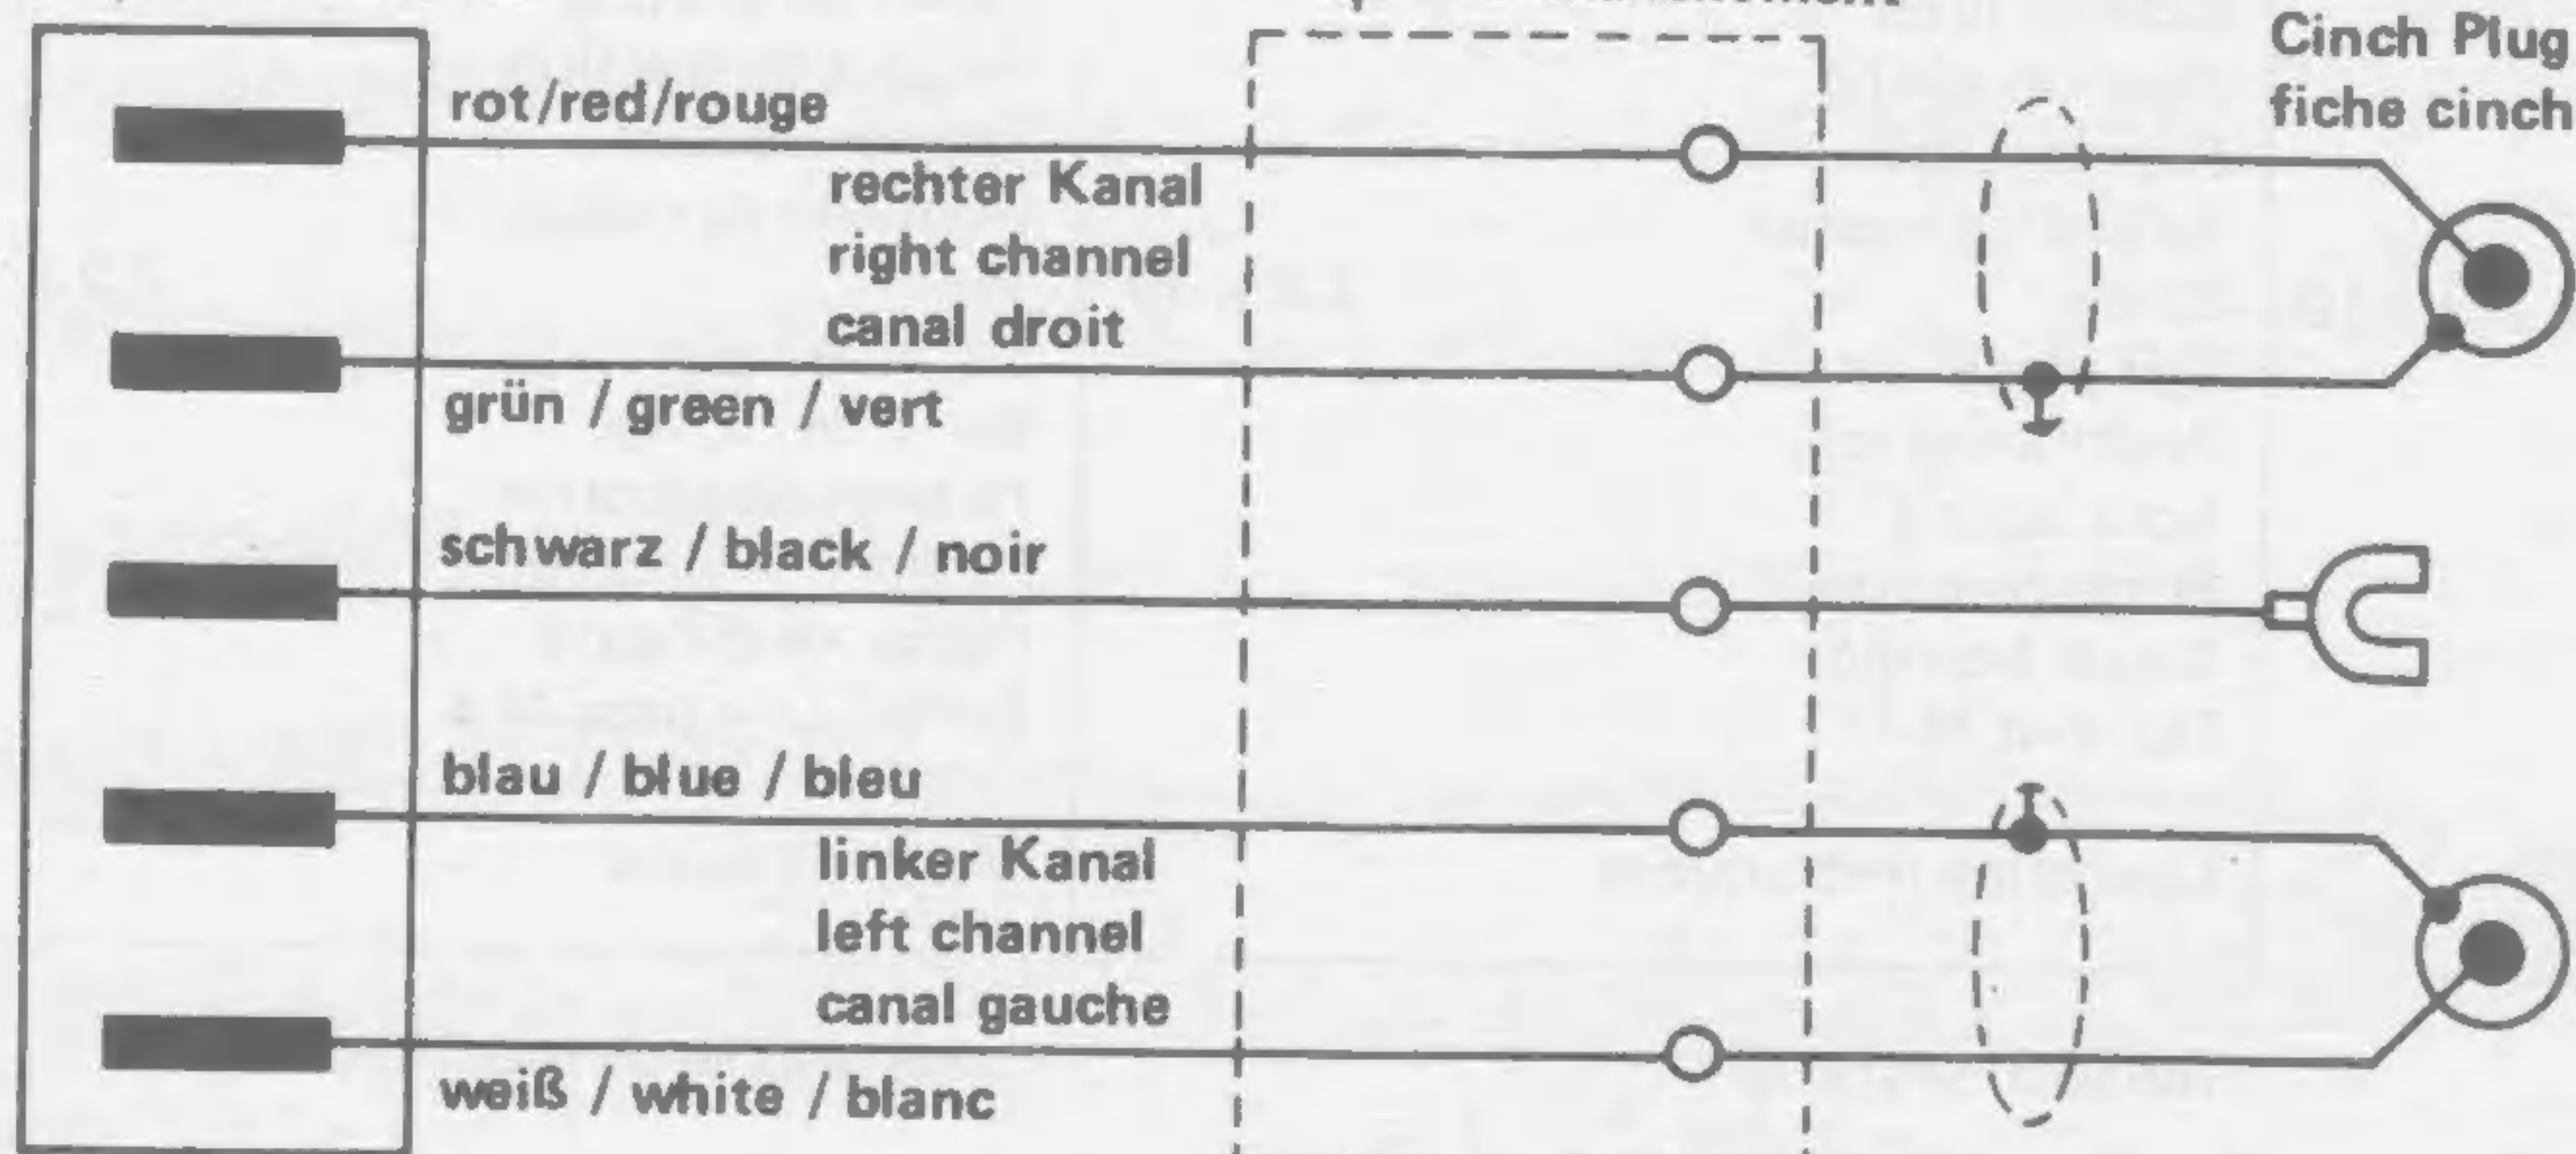 Cinch Plug
fiche cinch
rot/red/rouge
rechter Kanal
right channel
canal droit
grün / green / vert
schwarz / black / noir
blau / blue / bleu
linker Kanal
left channel
canal gauche
weiß / white / blanc